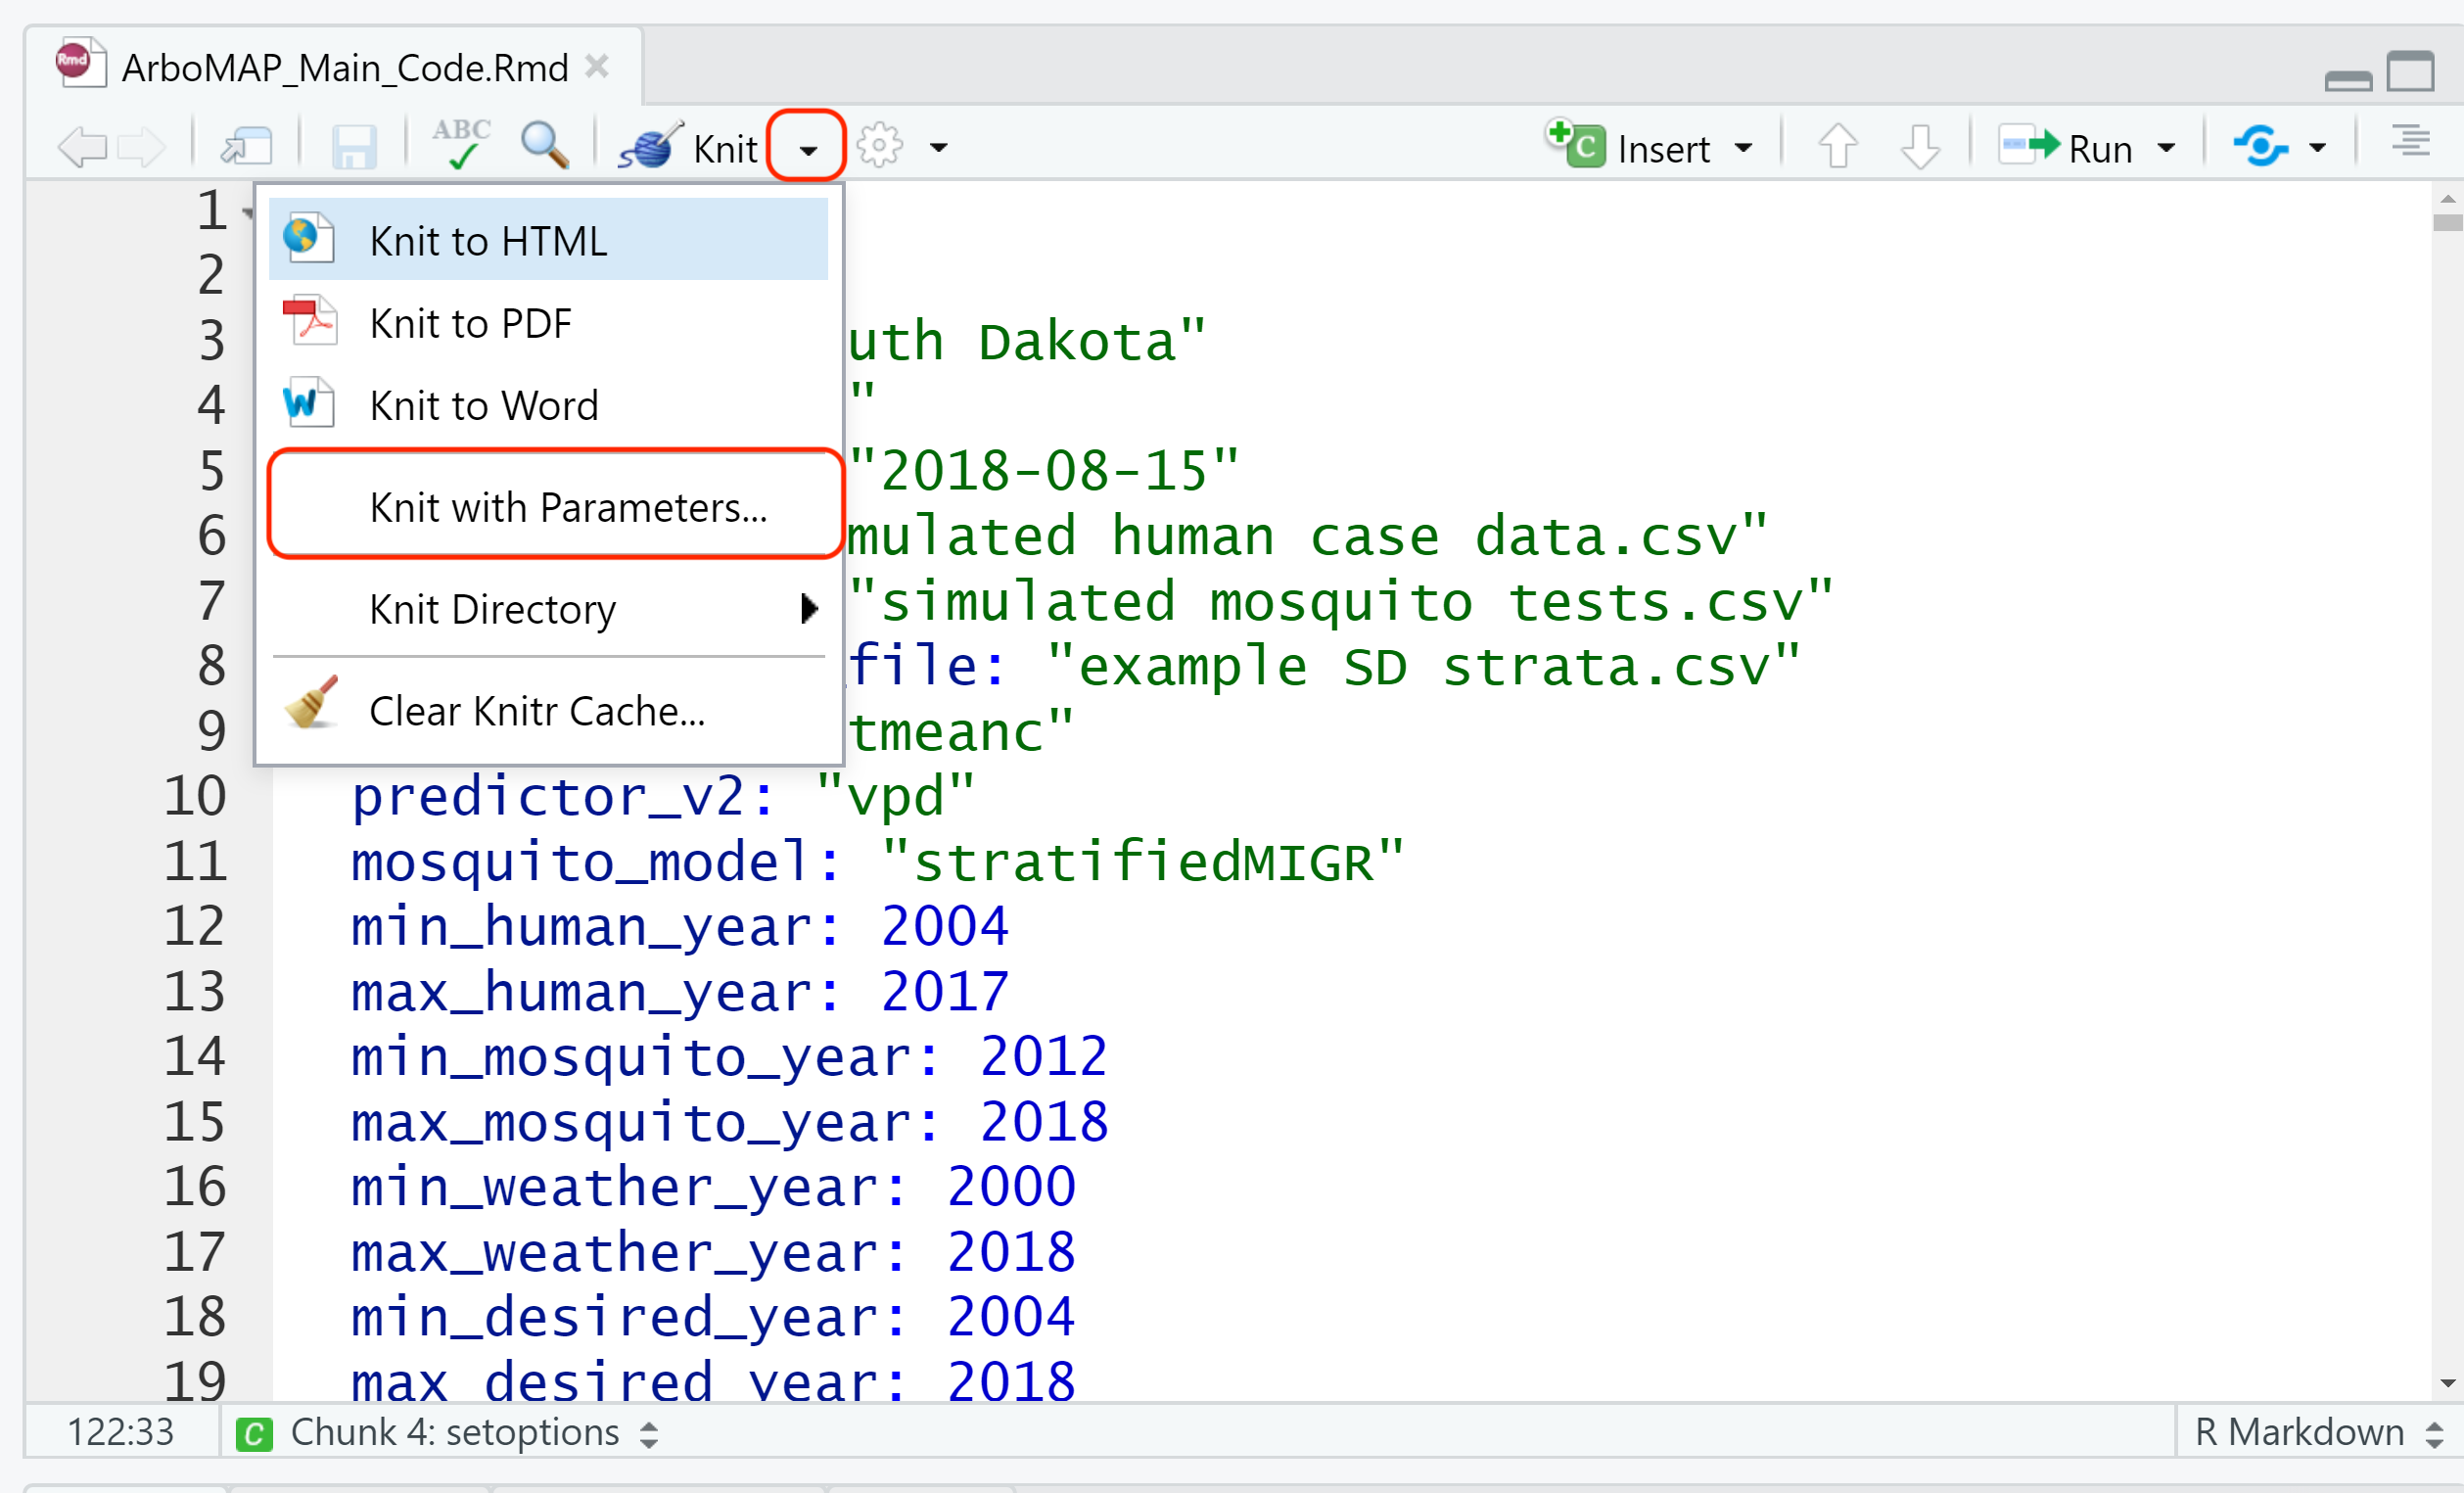 Rmd ArboMAP_Main_Code.Rmd
ABC Knit C Insert Run
1
Knit to HTML
2
Knit to PDF
3 uth Dakota"
4 "
Knit to Word
5 "2018-08-15"
Knit with Parameters...
6 mulated human case data.csv"
7 "simulated mosquito tests.csv"
Knit Directory
8 file: "example SD strata.csv"
9 tmeanc"
Clear Knitr Cache...
10 predictor_v2: "vpd"
11 mosquito_model: "stratifiedMIGR"
12 min_human_year: 2004
13 max_human_year: 2017
14 min_mosquito_year: 2012
15 max_mosquito_year: 2018
16 min_weather_year: 2000
17 max_weather_year: 2018
18 min_desired_year: 2004
19 max_desired_year: 2018
122:33 C Chunk 4: setoptions R Markdown